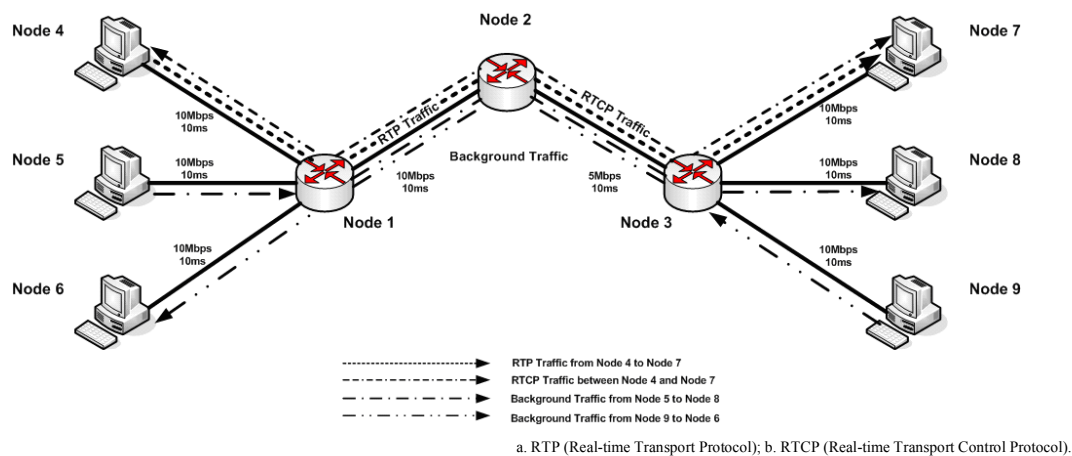 Node 2
Node 4
Node 7
10Mbps
10ms
RTP Traffic
RTCP Traffic
10Mbps
10ms
Node 5
10Mbps
10ms
Background Traffic
10Mbps
10ms
5Mbps
10ms
10Mbps
10ms
Node 8
Node 1
Node 3
10Mbps
10ms
10Mbps
10ms
Node 6
Node 9
RTP Traffic from Node 4 to Node 7
RTCP Traffic between Node 4 and Node 7
Background Traffic from Node 5 to Node 8
Background Traffic from Node 9 to Node 6
a. RTP (Real-time Transport Protocol); b. RTCP (Real-time Transport Control Protocol).